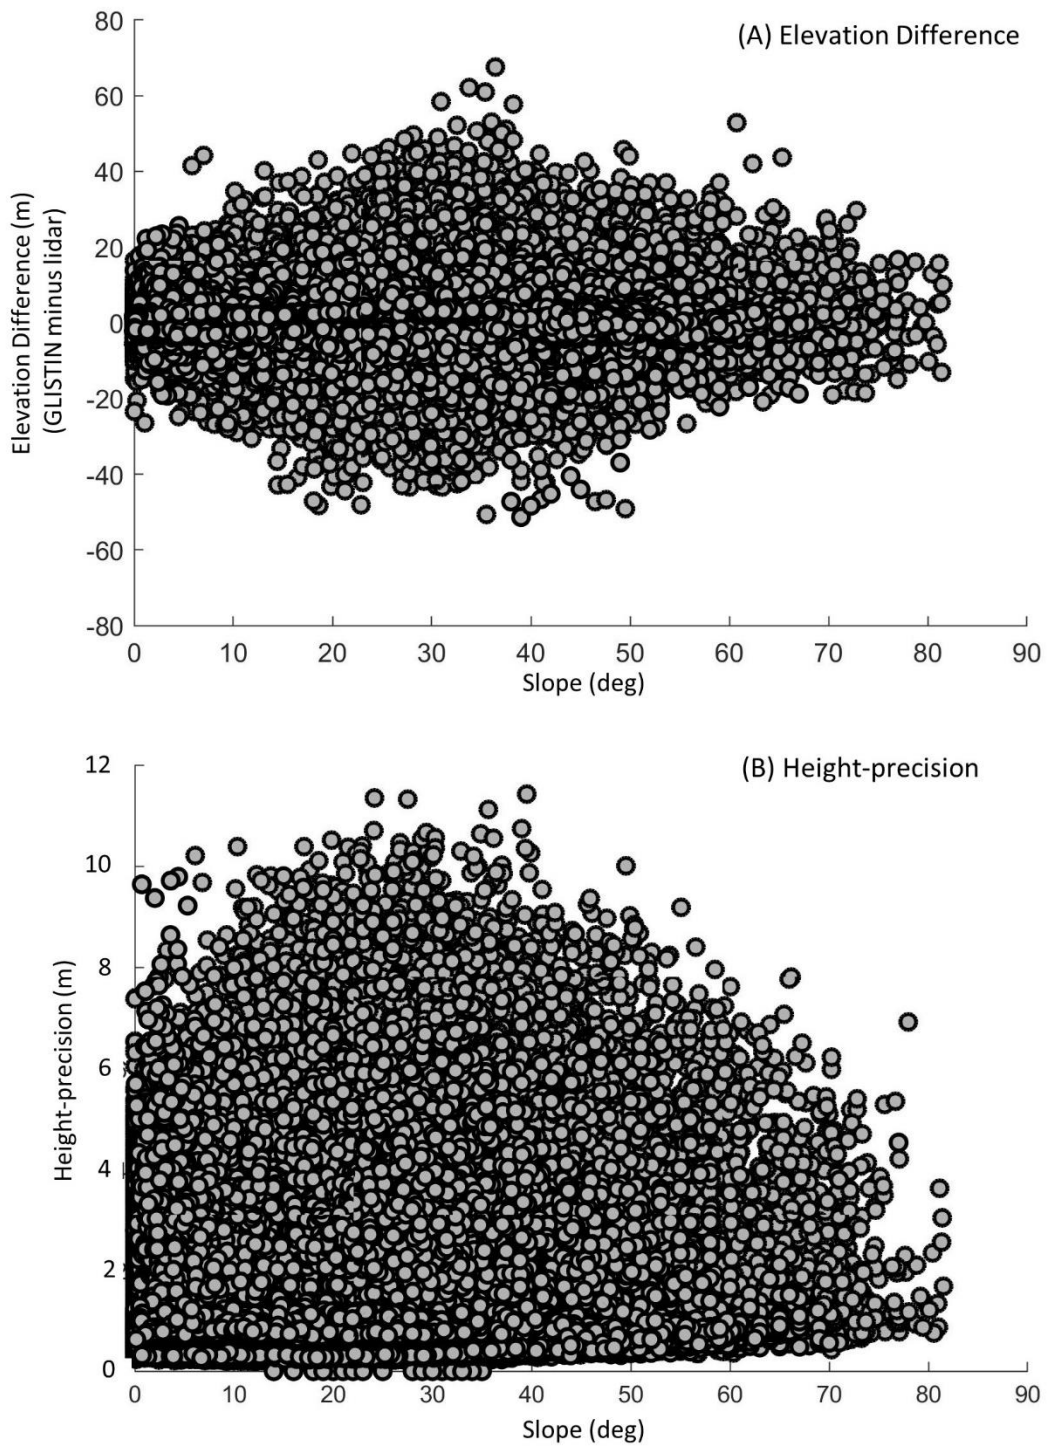 (A) Elevation Difference
80
60
40
20
0
-20
-40
-60
-80
Elevation Difference (m)
(GLISTIN minus lidar)
0 10 20 30 40 50 60 70 80 90
Slope (deg)
(B) Height-precision
12
10
8
6
4
2
0
Height-precision (m)
0 10 20 30 40 50 60 70 80 90
Slope (deg)